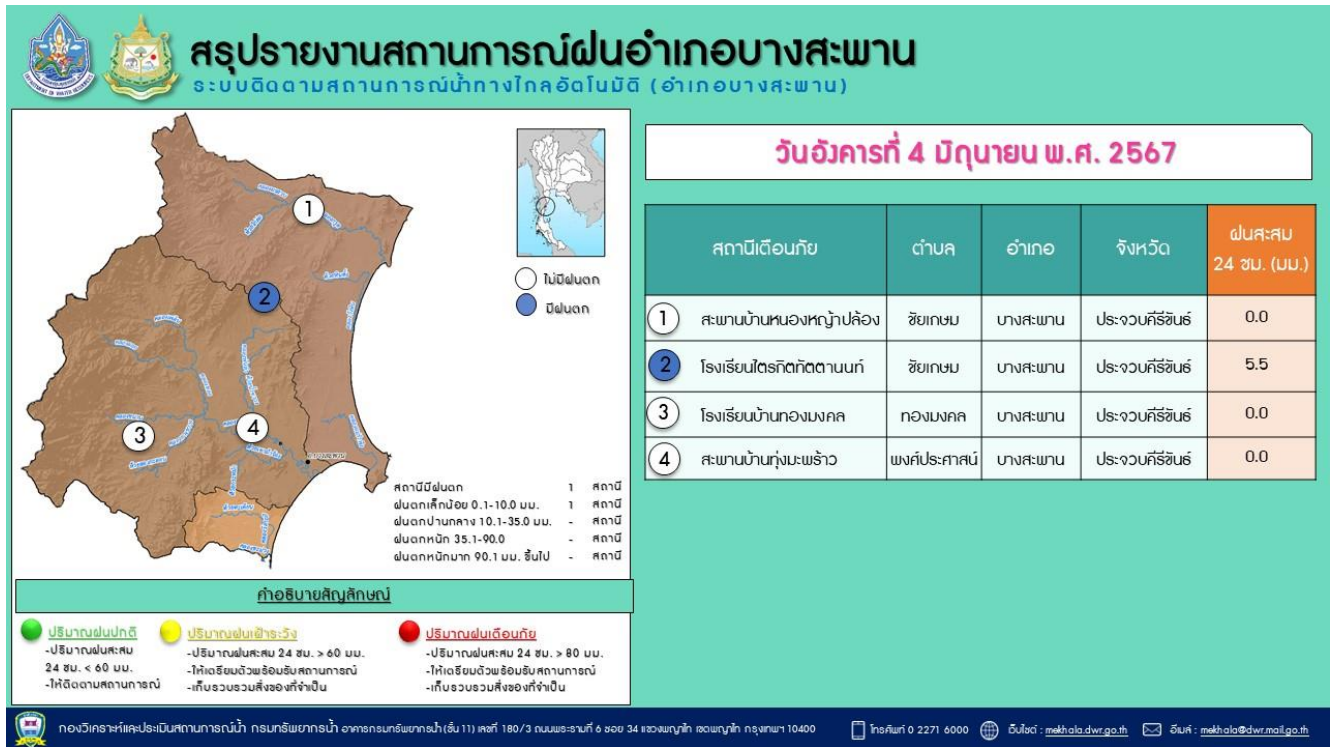 สรุปรายงานสถานการณ์ฝนอำเภอบางสะพาน
ระบบติดตามสถานการณ์น้ำทางไกลอัตโนมัติ (อำเภอบางสะพาน)
วันอังคารที่ 4 มิถุนายน พ.ศ. 2567
1
2
3
4
ไม่มีฝนตก
มีฝนตก
สถานีมีฝนตก 1 สถานี
ฝนตกเล็กน้อย 0.1-10.0 มม. 1 สถานี
ฝนตกปานกลาง 10.1-35.0 มม. - สถานี
ฝนตกหนัก 35.1-90.0 - สถานี
ฝนตกหนักมาก 90.1 มม. ขึ้นไป - สถานี
สถานีเตือนภัย ตำบล อำเภอ จังหวัด ฝนสะสม
24 ชม. (มม.)
1 สะพานบ้านหนองหญ้าปล้อง ชัยเกษม บางสะพาน ประจวบคีรีขันธ์ 0.0
2 โรงเรียนไตรกิตทัตตานนท์ ชัยเกษม บางสะพาน ประจวบคีรีขันธ์ 5.5
3 โรงเรียนบ้านทองมงคล ทองมงคล บางสะพาน ประจวบคีรีขันธ์ 0.0
4 สะพานบ้านทุ่งมะพร้าว พงศ์ประศาสน์ บางสะพาน ประจวบคีรีขันธ์ 0.0
คำอธิบายสัญลักษณ์
ปริมาณฝนปกติ
-ปริมาณฝนสะสม
24 ชม. < 60 มม.
-ให้ติดตามสถานการณ์
ปริมาณฝนเฝ้าระวัง
-ปริมาณฝนสะสม 24 ชม. > 60 มม.
-ให้เตรียมตัวพร้อมรับสถานการณ์
-เก็บรวบรวมสิ่งของที่จำเป็น
ปริมาณฝนเตือนภัย
-ปริมาณฝนสะสม 24 ชม. > 80 มม.
-ให้เตรียมตัวพร้อมรับสถานการณ์
-เก็บรวบรวมสิ่งของที่จำเป็น
กองวิเคราะห์และประเมินสถานการณ์น้ำ กรมทรัพยากรน้ำ อาคารกรมทรัพยากรน้ำ (ชั้น 11) เลขที่ 180/3 ถนนพระรามที่ 6 ซอย 34 แขวงพญาไท เขตพญาไท กรุงเทพฯ 10400 โทรศัพท์ 0 2271 6000 เว็บไซต์ : mekhala.dwr.go.th อีเมล์ : mekhala@dwr.mail.go.th